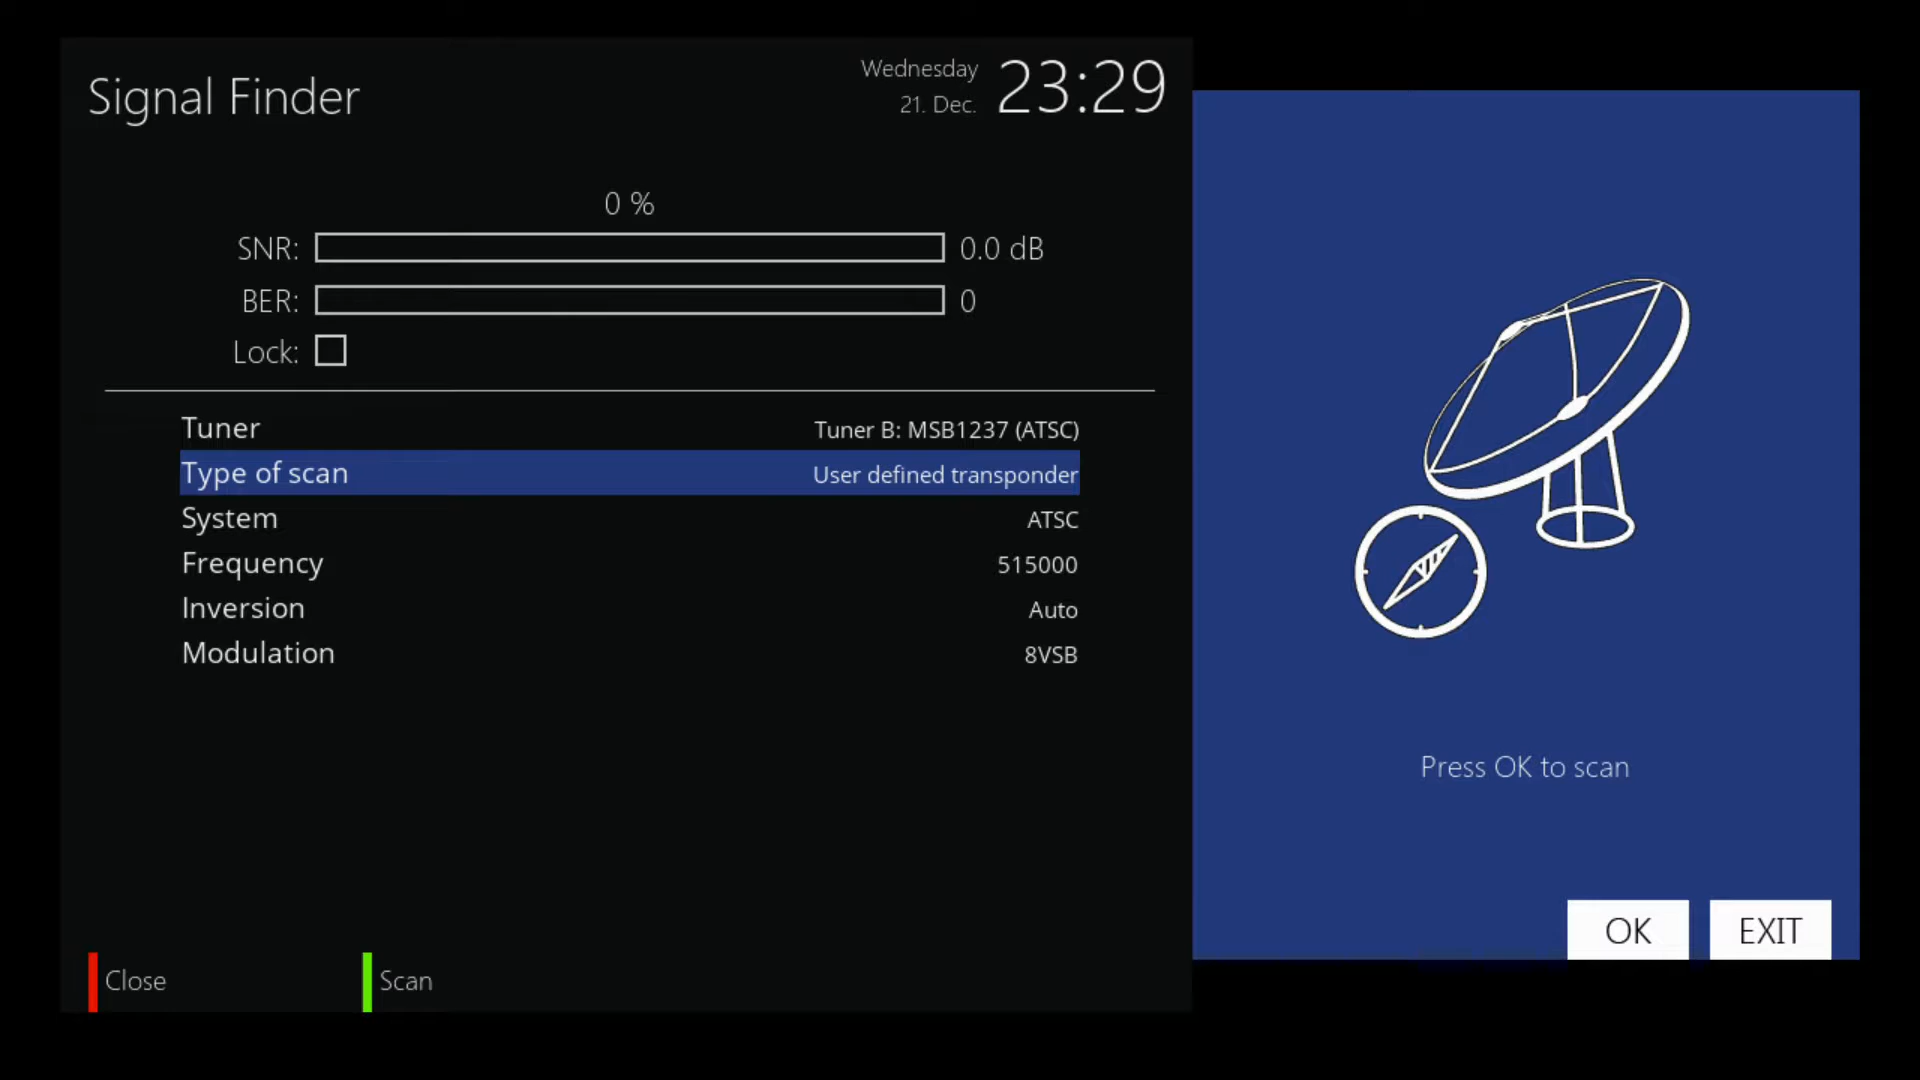 Signal Finder
Wednesday
21. Dec.
23:29
0 %
SNR: 0.0 dB
BER: 0
Lock:
Tuner Tuner B: MSB1237 (ATSC)
Type of scan User defined transponder
System ATSC
Frequency 515000
Inversion Auto
Modulation 8VSB
Press OK to scan
OK EXIT
Close Scan